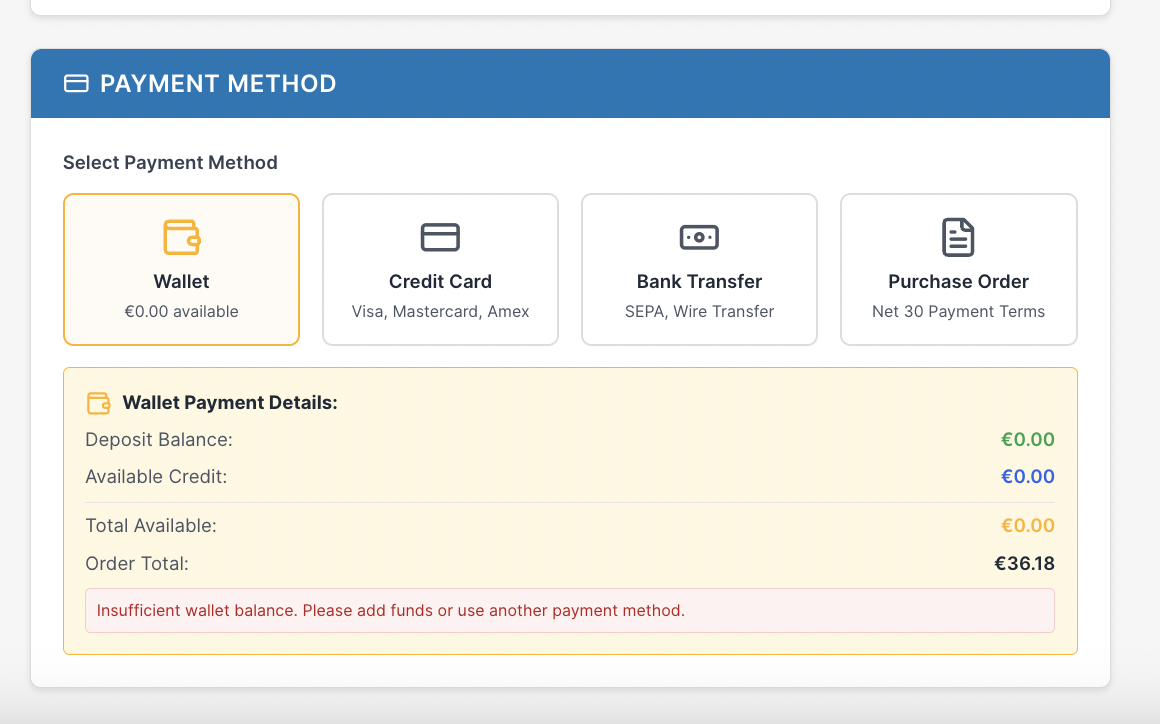 PAYMENT METHOD
Select Payment Method
Wallet
€0.00 available
Credit Card
Visa, Mastercard, Amex
Bank Transfer
SEPA, Wire Transfer
Purchase Order
Net 30 Payment Terms
Wallet Payment Details:
Deposit Balance: €0.00
Available Credit: €0.00
Total Available: €0.00
Order Total: €36.18
Insufficient wallet balance. Please add funds or use another payment method.